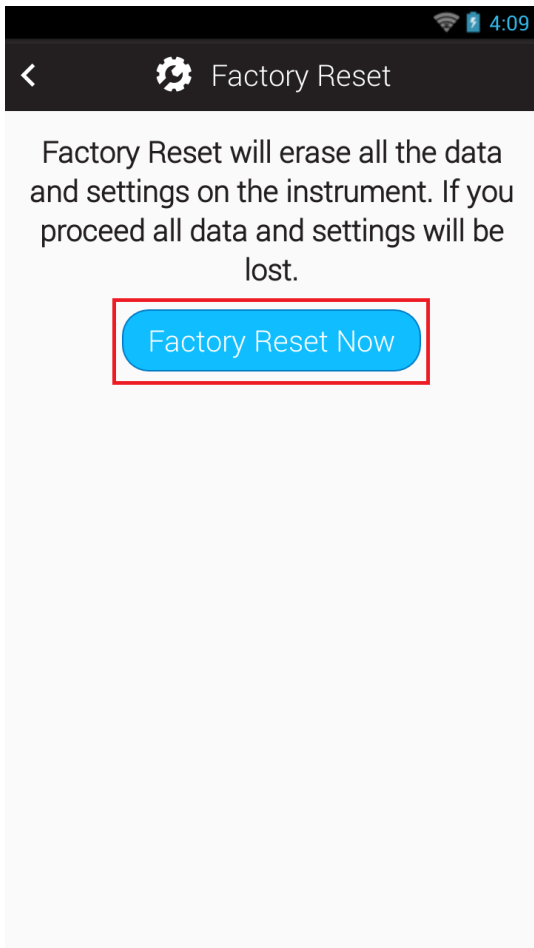 4:09
Factory Reset
Factory Reset will erase all the data
and settings on the instrument. If you
proceed all data and settings will be
lost.
Factory Reset Now